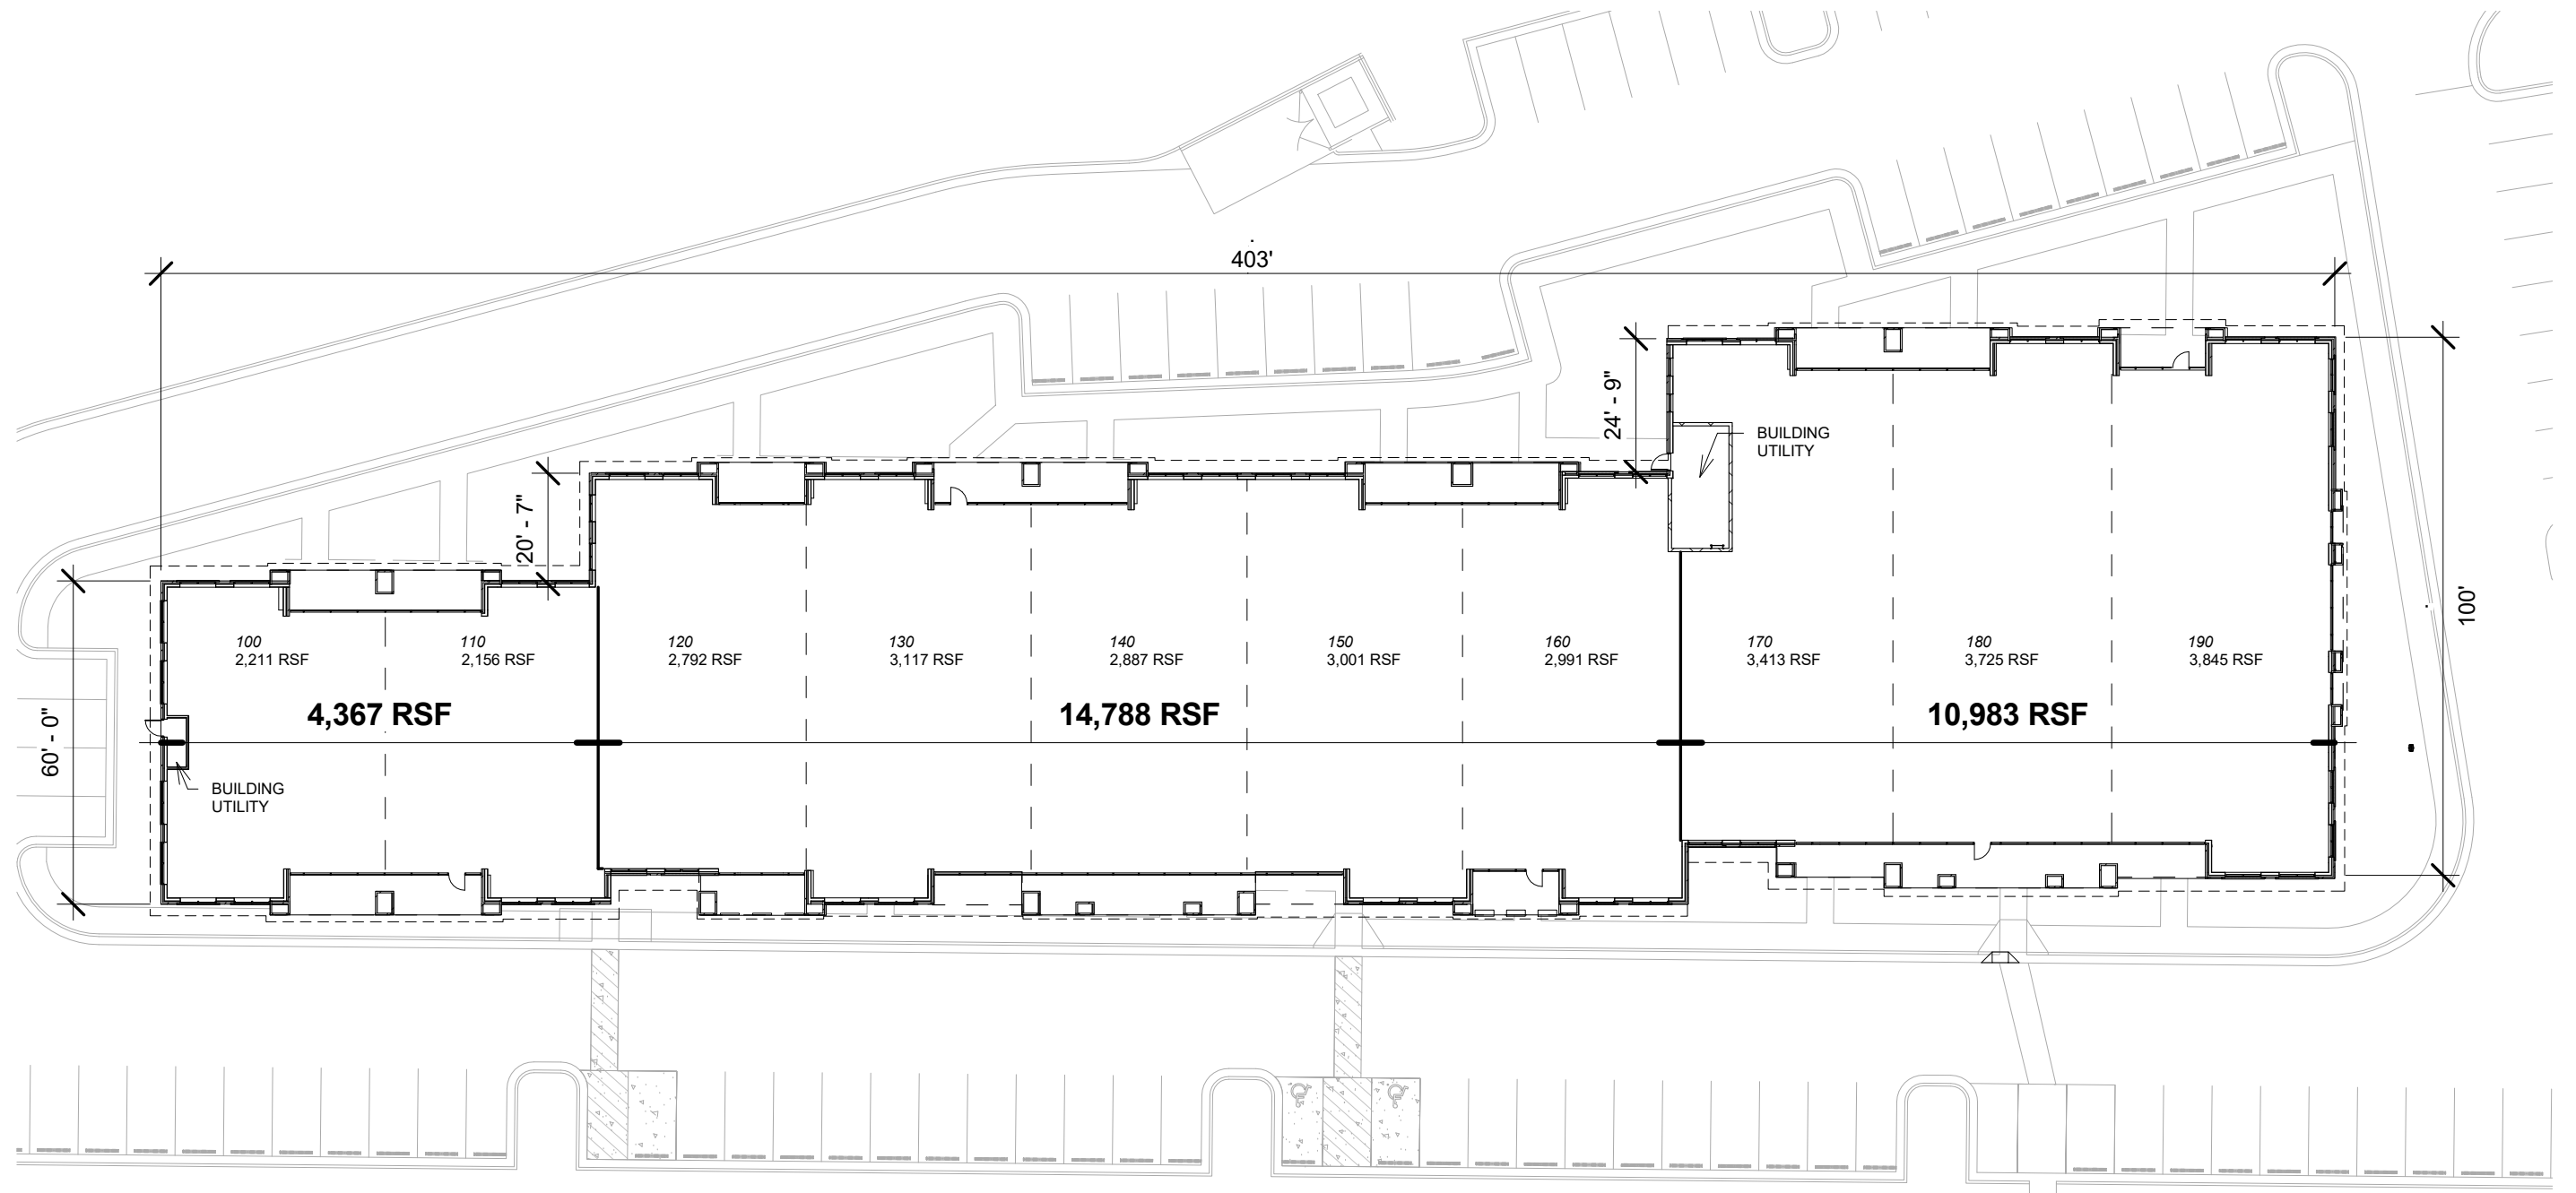 403'
24' - 9"
BUILDING
UTILITY
20' - 7"
100'
100
2,211 RSF
110
2,156 RSF
120
2,792 RSF
130
3,117 RSF
140
2,887 RSF
150
3,001 RSF
160
2,991 RSF
170
3,413 RSF
180
3,725 RSF
190
3,845 RSF
4,367 RSF
14,788 RSF
10,983 RSF
60' - 0"
BUILDING
UTILITY